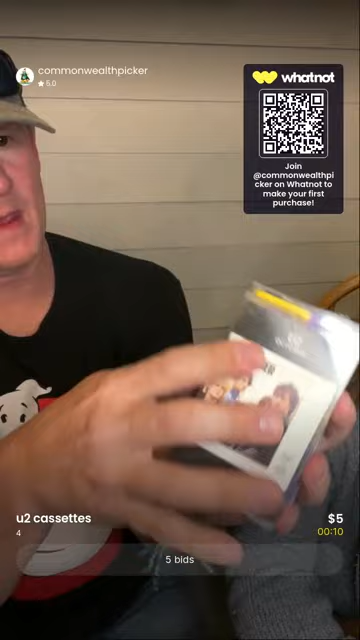 commonwealthpicker
★ 5.0
whatnot
Join
@commonwealthpi
cker on Whatnot to
make your first
purchase!
u2 cassettes
$5
4
00:10
5 bids